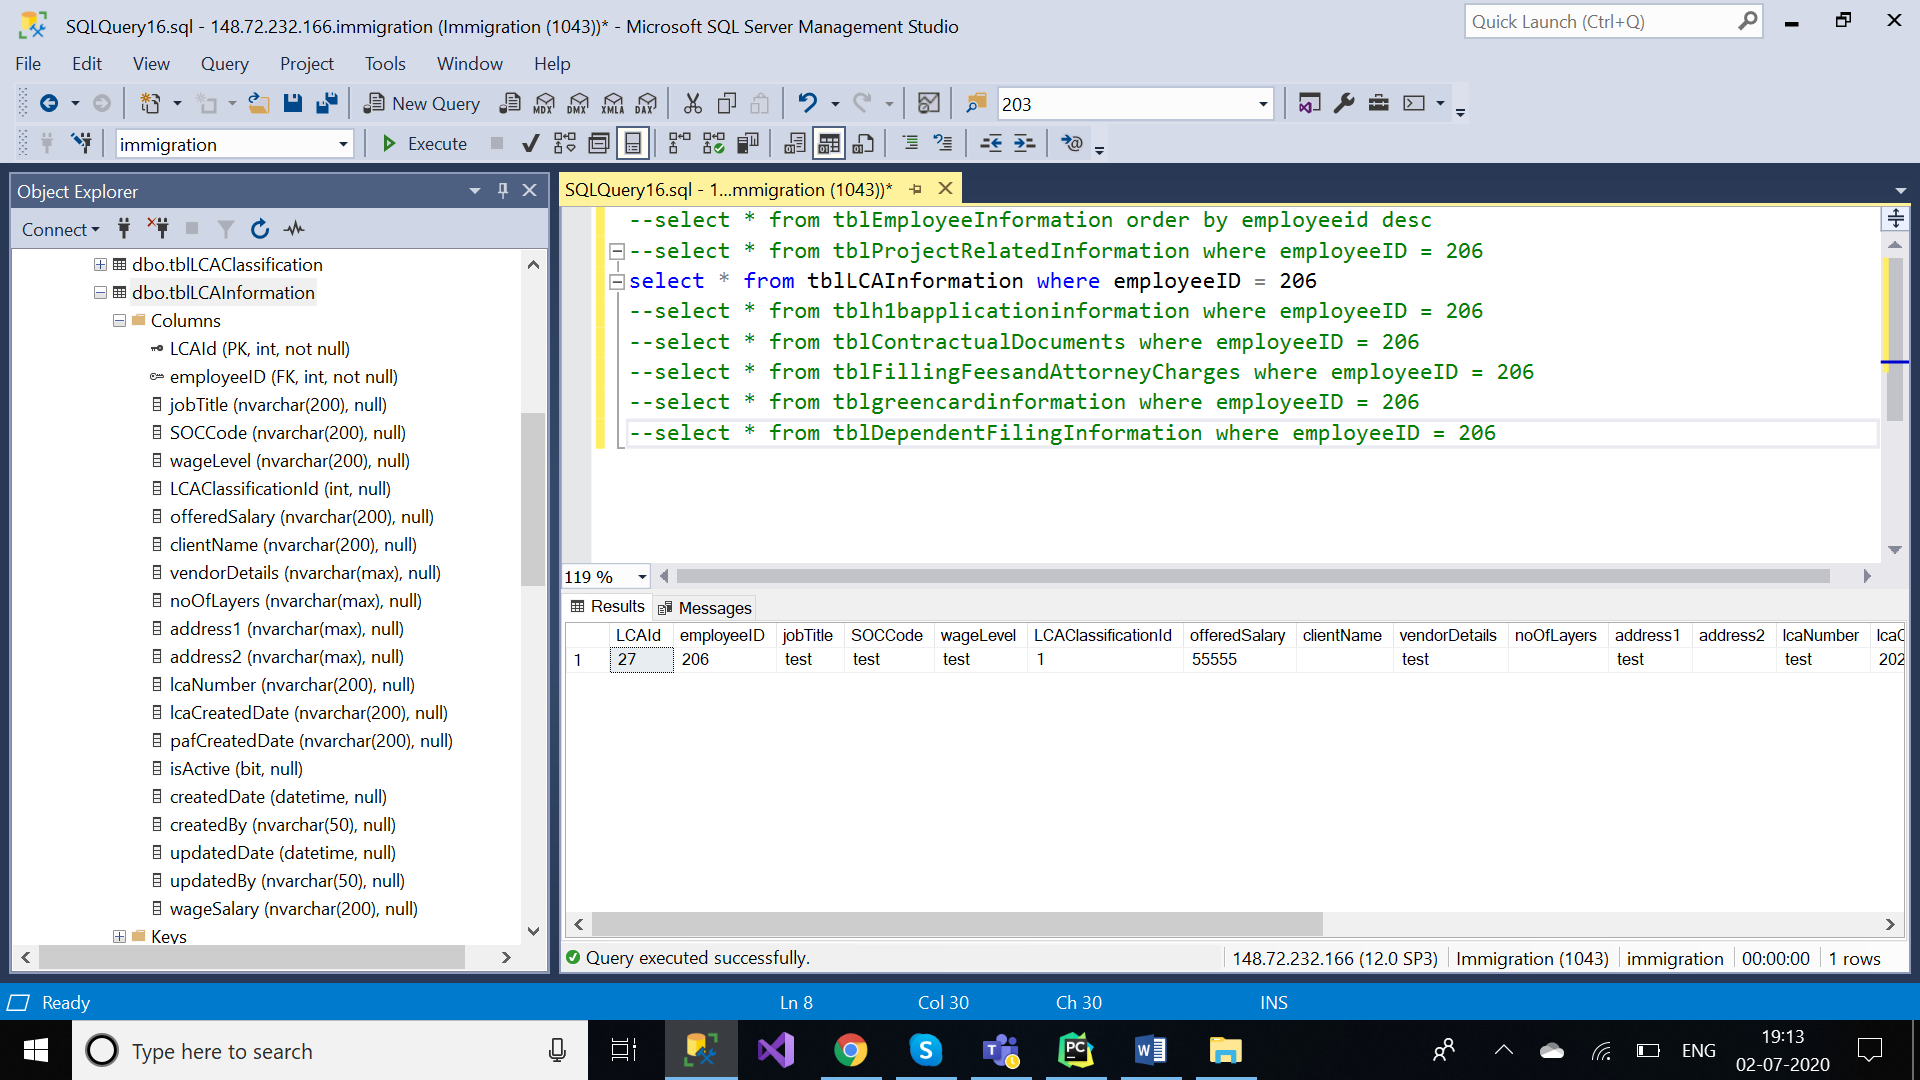 SQLQuery16.sql - 148.72.232.166.immigration (Immigration (1043))* - Microsoft SQL Server Management Studio
Quick Launch (Ctrl+Q)
File Edit View Query Project Tools Window Help
New Query MDX DMX XMLA DAX 203
immigration Execute
Object Explorer
Connect
dbo.tblLCAClassification
dbo.tblLCAInformation
Columns
LCAId (PK, int, not null)
employeeID (FK, int, not null)
jobTitle (nvarchar(200), null)
SOCCode (nvarchar(200), null)
wageLevel (nvarchar(200), null)
LCAClassificationId (int, null)
offeredSalary (nvarchar(200), null)
clientName (nvarchar(200), null)
vendorDetails (nvarchar(max), null)
noOfLayers (nvarchar(max), null)
address1 (nvarchar(max), null)
address2 (nvarchar(max), null)
lcaNumber (nvarchar(200), null)
lcaCreatedDate (nvarchar(200), null)
pafCreatedDate (nvarchar(200), null)
isActive (bit, null)
createdDate (datetime, null)
createdBy (nvarchar(50), null)
updatedDate (datetime, null)
updatedBy (nvarchar(50), null)
wageSalary (nvarchar(200), null)
Keys
SQLQuery16.sql - 1...mmigration (1043))*
--select * from tblEmployeeInformation order by employeeid desc
--select * from tblProjectRelatedInformation where employeeID = 206
select * from tblLCAInformation where employeeID = 206
--select * from tblh1bapplicationinformation where employeeID = 206
--select * from tblContractualDocuments where employeeID = 206
--select * from tblFillingFeesandAttorneyCharges where employeeID = 206
--select * from tblgreencardinformation where employeeID = 206
--select * from tblDependentFilingInformation where employeeID = 206
119 %
Results Messages
LCAId employeeID jobTitle SOCCode wageLevel LCAClassificationId offeredSalary clientName vendorDetails noOfLayers address1 address2 lcaNumber lcaC
1 27 206 test test test 1 55555 test test test 202
Query executed successfully. 148.72.232.166 (12.0 SP3) Immigration (1043) immigration 00:00:00 1 rows
Ready Ln 8 Col 30 Ch 30 INS
Type here to search
S T PC W
ENG
19:13
02-07-2020